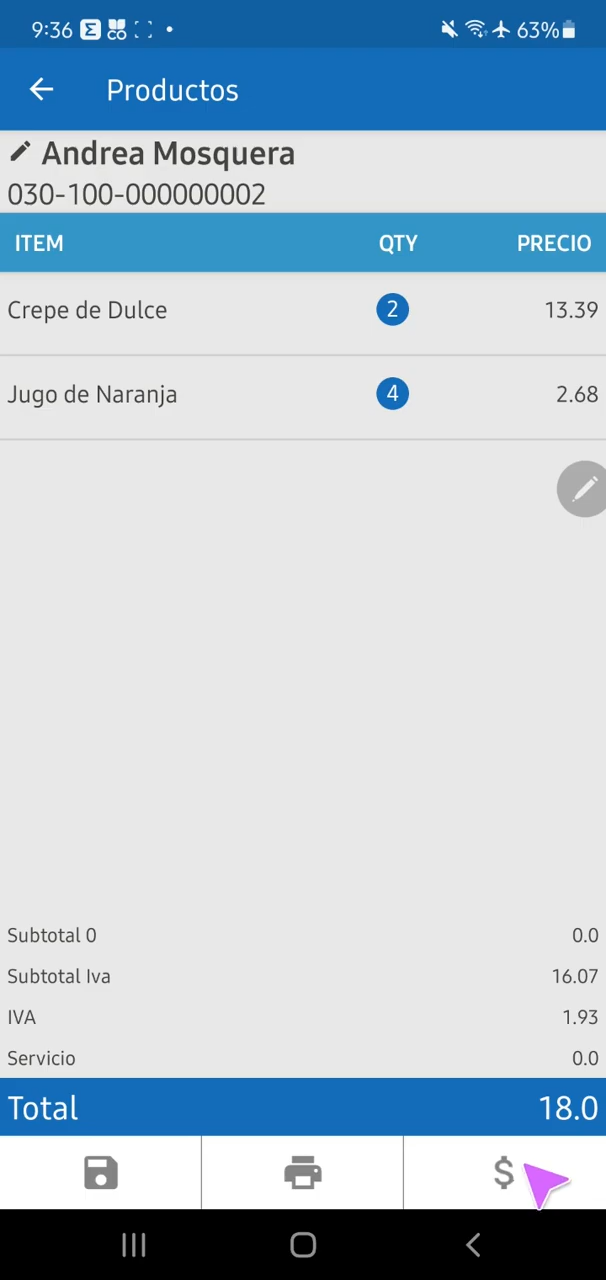 9:36 Σ CO 63%
Productos
Andrea Mosquera
030-100-000000002
ITEM QTY PRECIO
Crepe de Dulce 2 13.39
Jugo de Naranja 4 2.68
Subtotal 0 0.0
Subtotal Iva 16.07
IVA 1.93
Servicio 0.0
Total 18.0
$